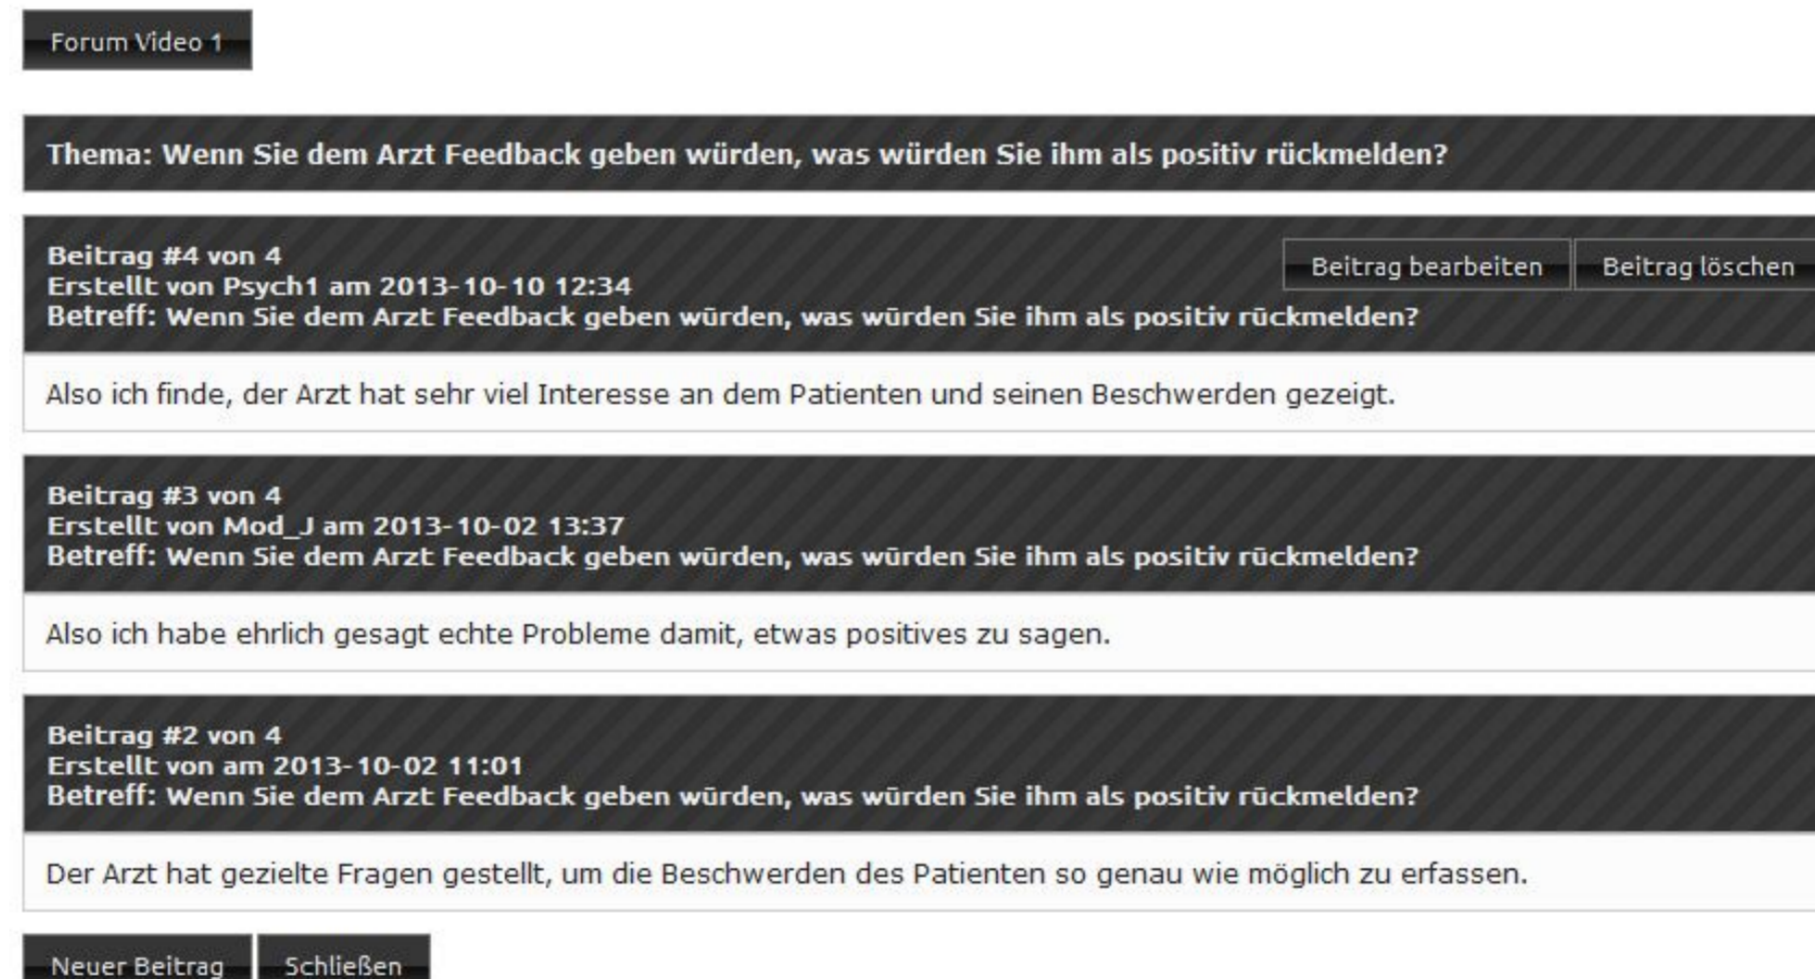 Forum Video 1
Thema: Wenn Sie dem Arzt Feedback geben würden, was würden Sie ihm als positiv rückmelden?
Beitrag #4 von 4
Erstellt von Psych1 am 2013-10-10 12:34
Betreff: Wenn Sie dem Arzt Feedback geben würden, was würden Sie ihm als positiv rückmelden?
Beitrag bearbeiten
Beitrag löschen
Also ich finde, der Arzt hat sehr viel Interesse an dem Patienten und seinen Beschwerden gezeigt.
Beitrag #3 von 4
Erstellt von Mod_J am 2013-10-02 13:37
Betreff: Wenn Sie dem Arzt Feedback geben würden, was würden Sie ihm als positiv rückmelden?
Also ich habe ehrlich gesagt echte Probleme damit, etwas positives zu sagen.
Beitrag #2 von 4
Erstellt von am 2013-10-02 11:01
Betreff: Wenn Sie dem Arzt Feedback geben würden, was würden Sie ihm als positiv rückmelden?
Der Arzt hat gezielte Fragen gestellt, um die Beschwerden des Patienten so genau wie möglich zu erfassen.
Neuer Beitrag
Schließen